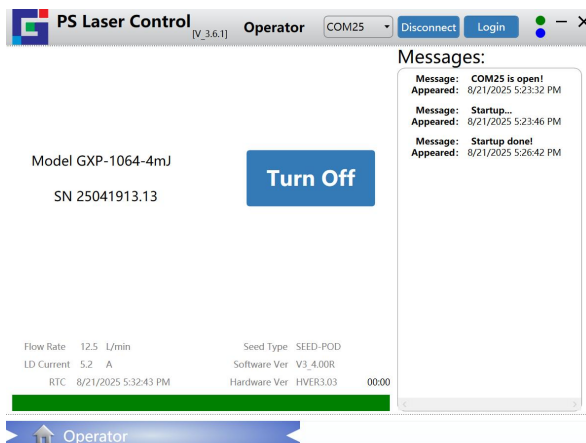 PS Laser Control [V_3.6.1] Operator COM25 Disconnect Login
Messages:
Message: COM25 is open!
Appeared: 8/21/2025 5:23:32 PM
Message: Startup...
Appeared: 8/21/2025 5:23:46 PM
Message: Startup done!
Appeared: 8/21/2025 5:26:42 PM
Model GXP-1064-4mJ
SN 25041913.13
Turn Off
Flow Rate 12.5 L/min Seed Type SEED-POD
LD Current 5.2 A Software Ver V3_4.00R
RTC 8/21/2025 5:32:43 PM Hardware Ver HVER3.03 00:00
Operator